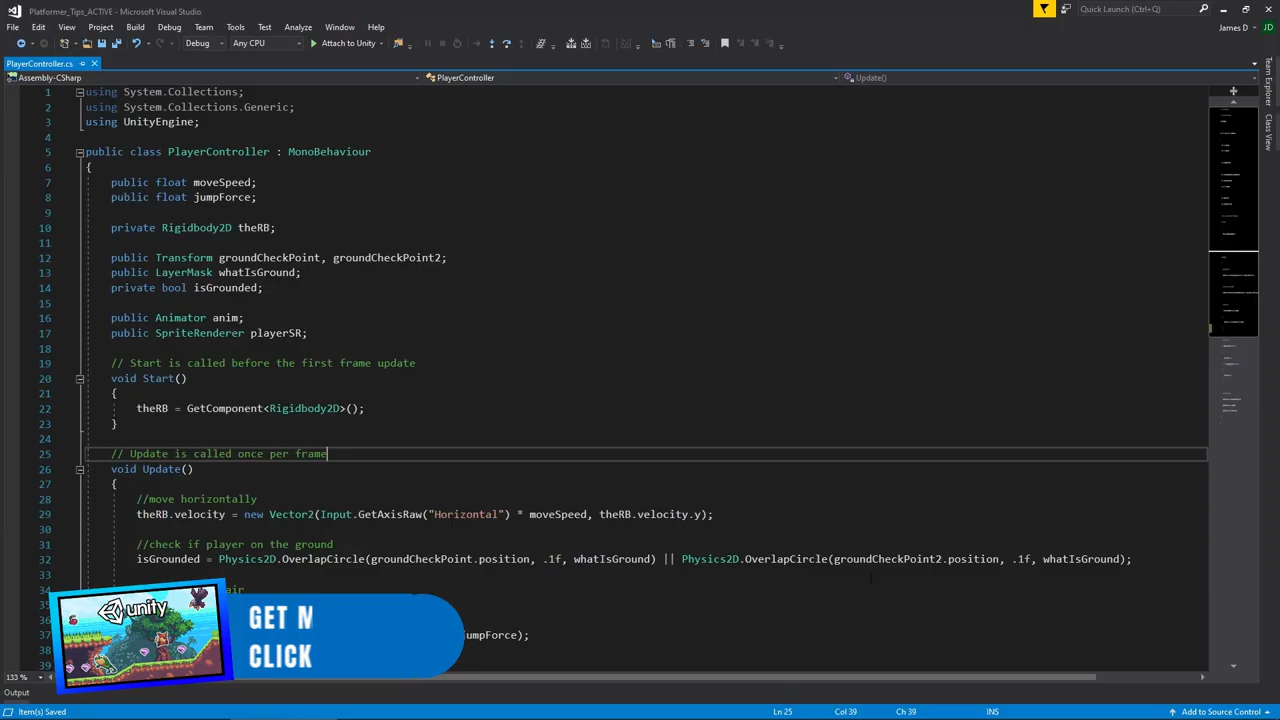 Platformer_Tips_ACTIVE - Microsoft Visual Studio
Quick Launch (Ctrl+Q)
File Edit View Project Build Debug Team Tools Test Analyze Window Help
James D JD
Debug Any CPU Attach to Unity
PlayerController.cs
Assembly-CSharp PlayerController Update()
1 using System.Collections;
2 using System.Collections.Generic;
3 using UnityEngine;
4
5 public class PlayerController : MonoBehaviour
6 {
7 public float moveSpeed;
8 public float jumpForce;
9
10 private Rigidbody2D theRB;
11
12 public Transform groundCheckPoint, groundCheckPoint2;
13 public LayerMask whatIsGround;
14 private bool isGrounded;
15
16 public Animator anim;
17 public SpriteRenderer playerSR;
18
19 // Start is called before the first frame update
20 void Start()
21 {
22 theRB = GetComponent<Rigidbody2D>();
23 }
24
25 // Update is called once per frame
26 void Update()
27 {
28 //move horizontally
29 theRB.velocity = new Vector2(Input.GetAxisRaw("Horizontal") * moveSpeed, theRB.velocity.y);
30
31 //check if player on the ground
32 isGrounded = Physics2D.OverlapCircle(groundCheckPoint.position, .1f, whatIsGround) || Physics2D.OverlapCircle(groundCheckPoint2.position, .1f, whatIsGround);
33
34 air
35
37 jumpForce);
38
39
Team Explorer
Class View
unity
GET M
CLICK
133 %
Output
Item(s) Saved Ln 25 Col 39 Ch 39 INS Add to Source Control